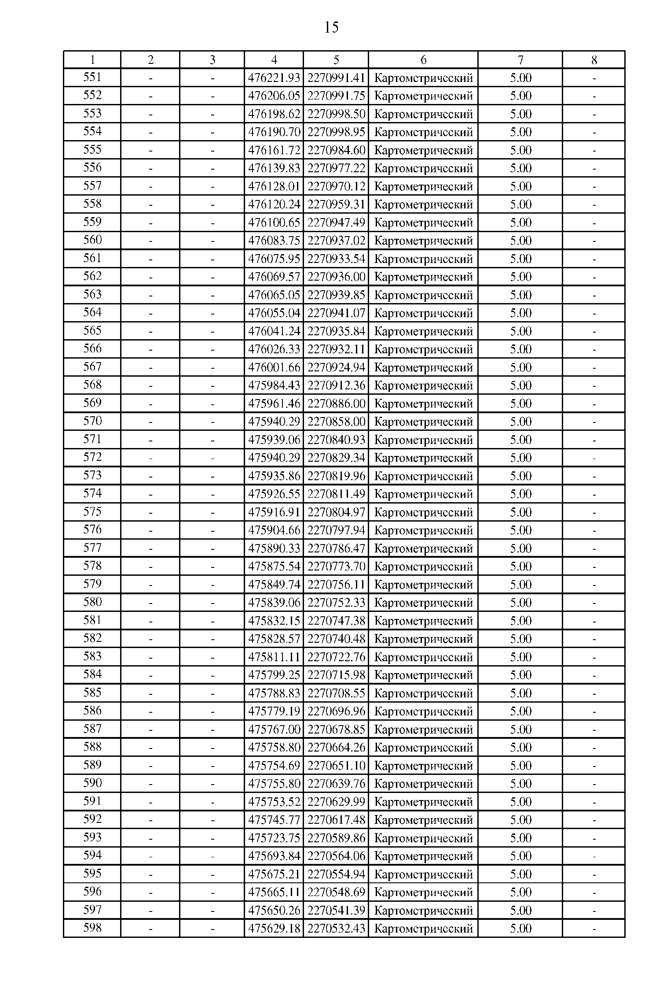 15
1 2 3 4 5 6 7 8
551 - - 476221.93 2270991.41 Картометрический 5.00 -
552 - - 476206.05 2270991.75 Картометрический 5.00 -
553 - - 476198.62 2270998.50 Картометрический 5.00 -
554 - - 476190.70 2270998.95 Картометрический 5.00 -
555 - - 476161.72 2270984.60 Картометрический 5.00 -
556 - - 476139.83 2270977.22 Картометрический 5.00 -
557 - - 476128.01 2270970.12 Картометрический 5.00 -
558 - - 476120.24 2270959.31 Картометрический 5.00 -
559 - - 476100.65 2270947.49 Картометрический 5.00 -
560 - - 476083.75 2270937.02 Картометрический 5.00 -
561 - - 476075.95 2270933.54 Картометрический 5.00 -
562 - - 476069.57 2270936.00 Картометрический 5.00 -
563 - - 476065.05 2270939.85 Картометрический 5.00 -
564 - - 476055.04 2270941.07 Картометрический 5.00 -
565 - - 476041.24 2270935.84 Картометрический 5.00 -
566 - - 476026.33 2270932.11 Картометрический 5.00 -
567 - - 476001.66 2270924.94 Картометрический 5.00 -
568 - - 475984.43 2270912.36 Картометрический 5.00 -
569 - - 475961.46 2270886.00 Картометрический 5.00 -
570 - - 475940.29 2270858.00 Картометрический 5.00 -
571 - - 475939.06 2270840.93 Картометрический 5.00 -
572 - - 475940.29 2270829.34 Картометрический 5.00 -
573 - - 475935.86 2270819.96 Картометрический 5.00 -
574 - - 475926.55 2270811.49 Картометрический 5.00 -
575 - - 475916.91 2270804.97 Картометрический 5.00 -
576 - - 475904.66 2270797.94 Картометрический 5.00 -
577 - - 475890.33 2270786.47 Картометрический 5.00 -
578 - - 475875.54 2270773.70 Картометрический 5.00 -
579 - - 475849.74 2270756.11 Картометрический 5.00 -
580 - - 475839.06 2270752.33 Картометрический 5.00 -
581 - - 475832.15 2270747.38 Картометрический 5.00 -
582 - - 475828.57 2270740.48 Картометрический 5.00 -
583 - - 475811.11 2270722.76 Картометрический 5.00 -
584 - - 475799.25 2270715.98 Картометрический 5.00 -
585 - - 475788.83 2270708.55 Картометрический 5.00 -
586 - - 475779.19 2270696.96 Картометрический 5.00 -
587 - - 475767.00 2270678.85 Картометрический 5.00 -
588 - - 475758.80 2270664.26 Картометрический 5.00 -
589 - - 475754.69 2270651.10 Картометрический 5.00 -
590 - - 475755.80 2270639.76 Картометрический 5.00 -
591 - - 475753.52 2270629.99 Картометрический 5.00 -
592 - - 475745.77 2270617.48 Картометрический 5.00 -
593 - - 475723.75 2270589.86 Картометрический 5.00 -
594 - - 475693.84 2270564.06 Картометрический 5.00 -
595 - - 475675.21 2270554.94 Картометрический 5.00 -
596 - - 475665.11 2270548.69 Картометрический 5.00 -
597 - - 475650.26 2270541.39 Картометрический 5.00 -
598 - - 475629.18 2270532.43 Картометрический 5.00 -